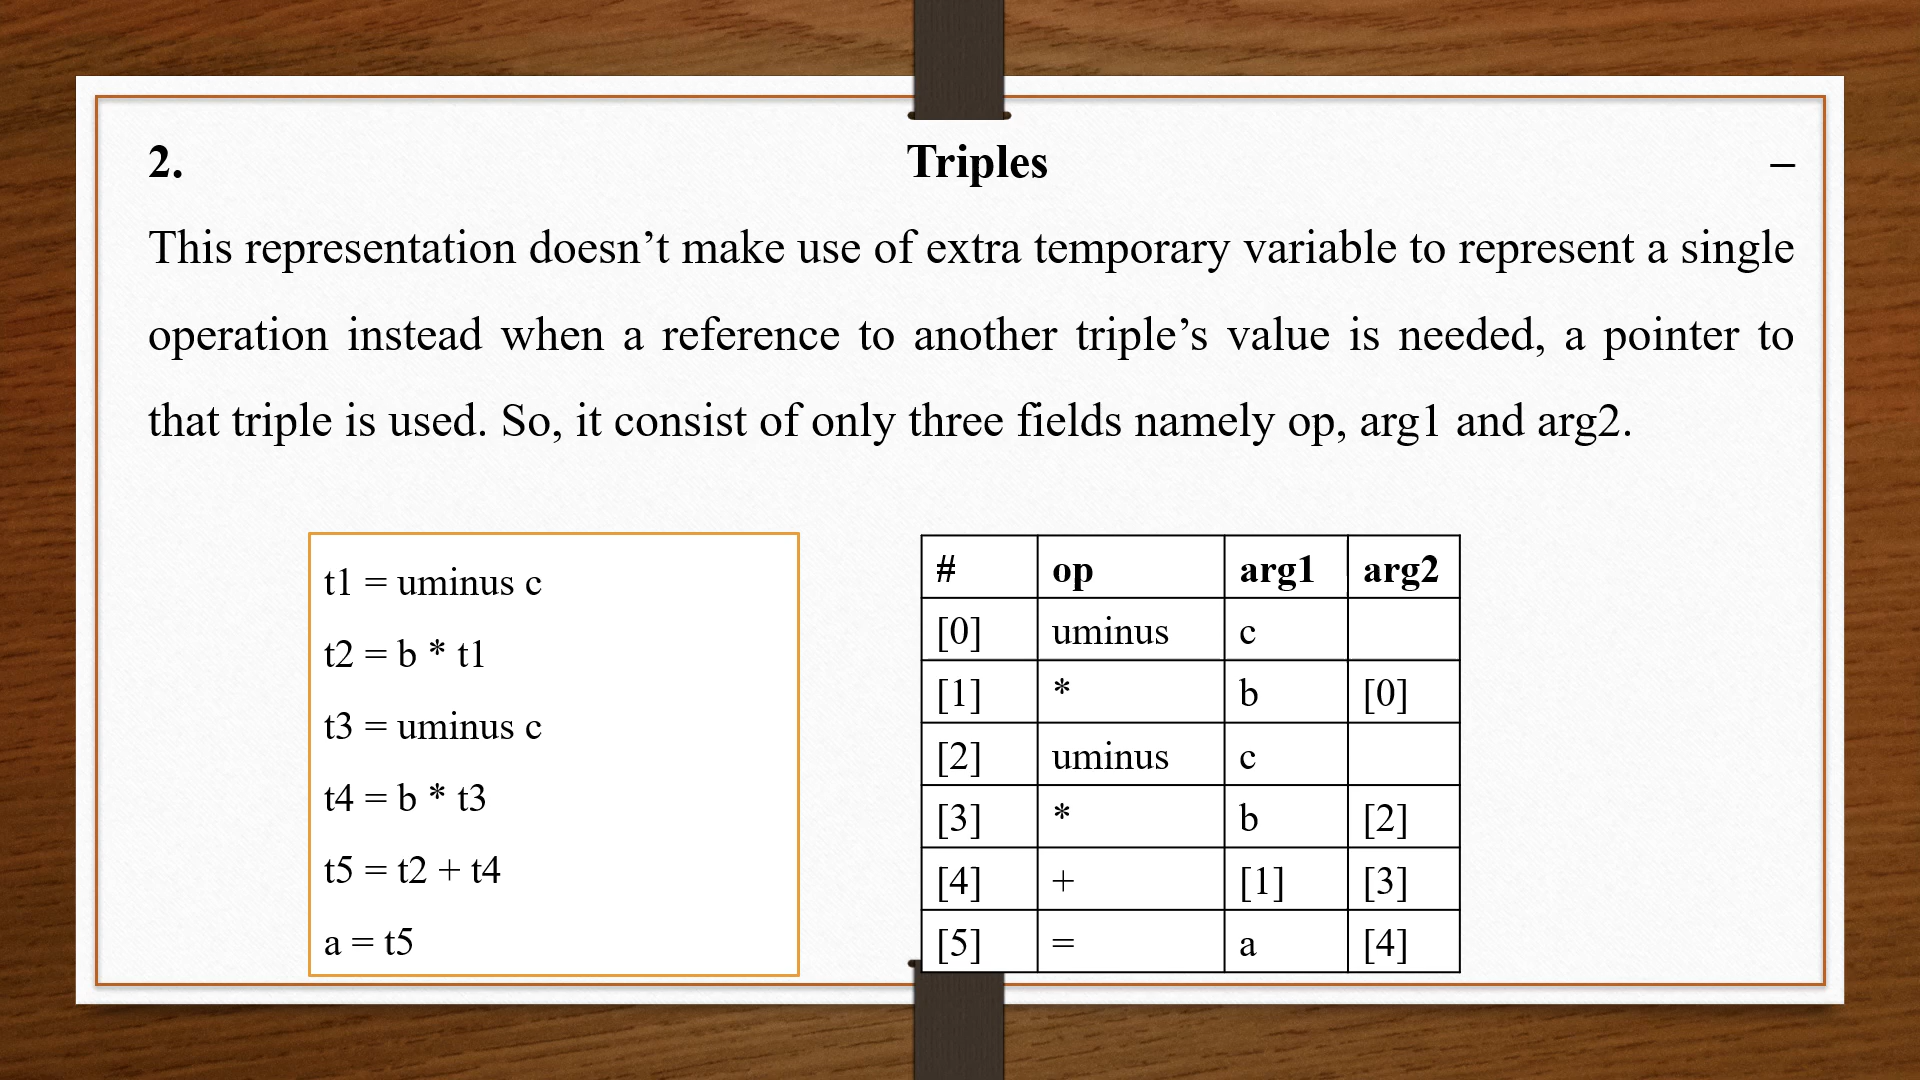 2. Triples –
This representation doesn’t make use of extra temporary variable to represent a single
operation instead when a reference to another triple’s value is needed, a pointer to
that triple is used. So, it consist of only three fields namely op, arg1 and arg2.
t1 = uminus c
t2 = b * t1
t3 = uminus c
t4 = b * t3
t5 = t2 + t4
a = t5
# op arg1 arg2
[0] uminus c
[1] * b [0]
[2] uminus c
[3] * b [2]
[4] + [1] [3]
[5] = a [4]